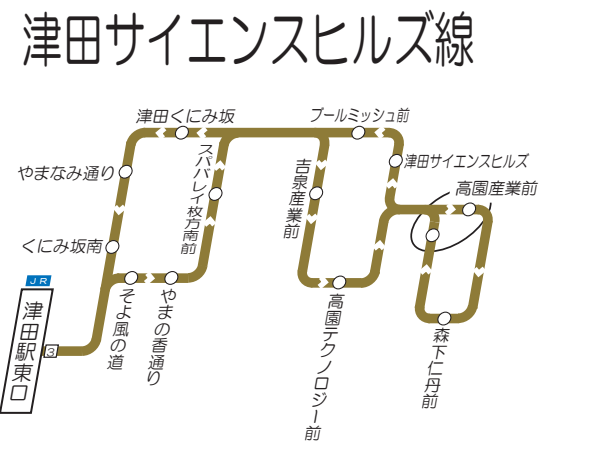 津田サイエンスヒルズ線
津田くにみ坂
プールミッシュ前
津田サイエンスヒルズ
やまなみ通り
スパバレイ枚方南前
吉泉産業前
高園産業前
くにみ坂南
JR
津田駅東口
3
そよ風の道
やまの香通り
高園テクノロジー前
森下仁丹前